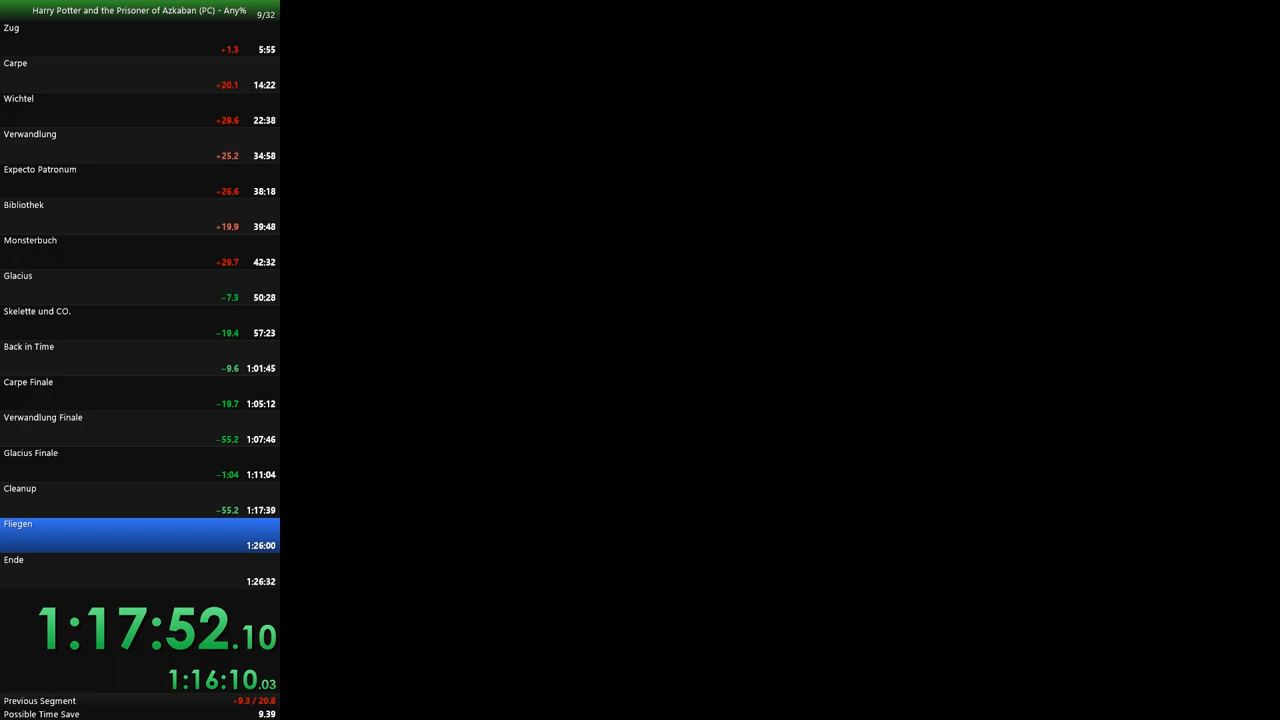 Harry Potter and the Prisoner of Azkaban (PC) - Any%
9/32
Zug
+1.3 5:55
Carpe
+20.1 14:22
Wichtel
+29.6 22:38
Verwandlung
+25.2 34:58
Expecto Patronum
+26.6 38:18
Bibliothek
+19.9 39:48
Monsterbuch
+29.7 42:32
Glacius
−7.3 50:28
Skelette und CO.
−19.4 57:23
Back in Time
−9.6 1:01:45
Carpe Finale
−19.7 1:05:12
Verwandlung Finale
−55.2 1:07:46
Glacius Finale
−1:04 1:11:04
Cleanup
−55.2 1:17:39
Fliegen
1:26:00
Ende
1:26:32
1:17:52.10
1:16:10.03
Previous Segment +9.3 / 20.8
Possible Time Save 9.39